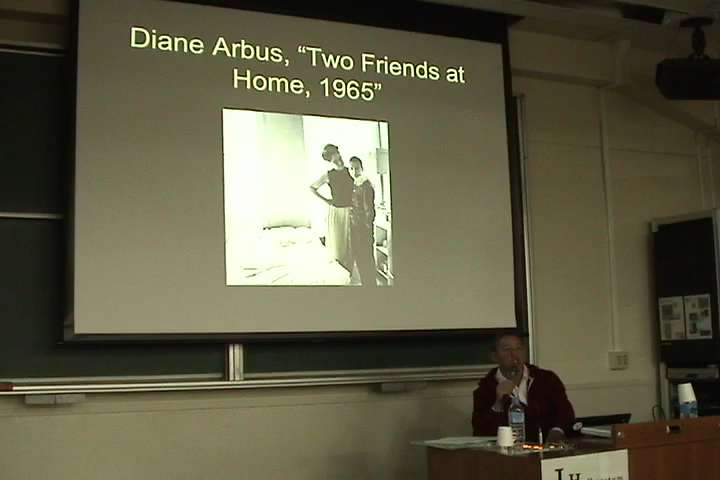 Diane Arbus, “Two Friends at
Home, 1965”